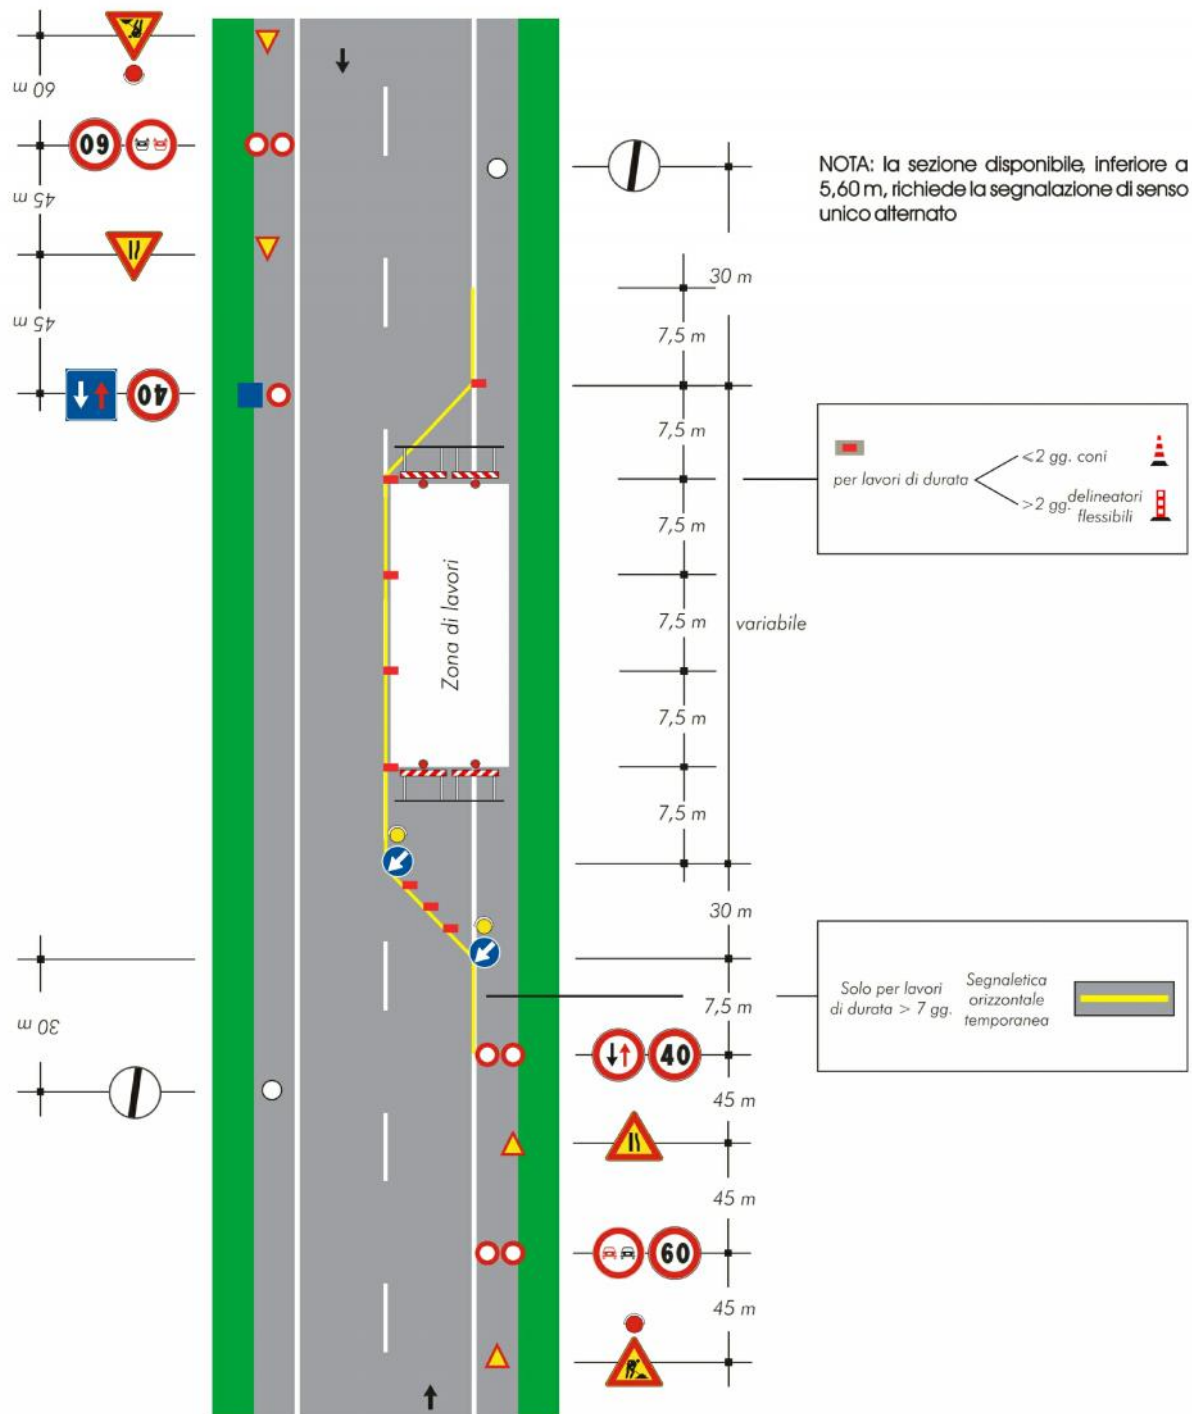 60 m
60
45 m
45 m
40
NOTA: la sezione disponibile, inferiore a
5,60 m, richiede la segnalazione di senso
unico alternato
30 m
7,5 m
7,5 m
7,5 m
7,5 m
variabile
7,5 m
7,5 m
per lavori di durata
≤2 gg. coni
>2 gg. delineatori
flessibili
Zona di lavori
30 m
7,5 m
Solo per lavori
di durata > 7 gg.
Segnaletica
orizzontale
temporanea
30 m
40
45 m
45 m
60
45 m